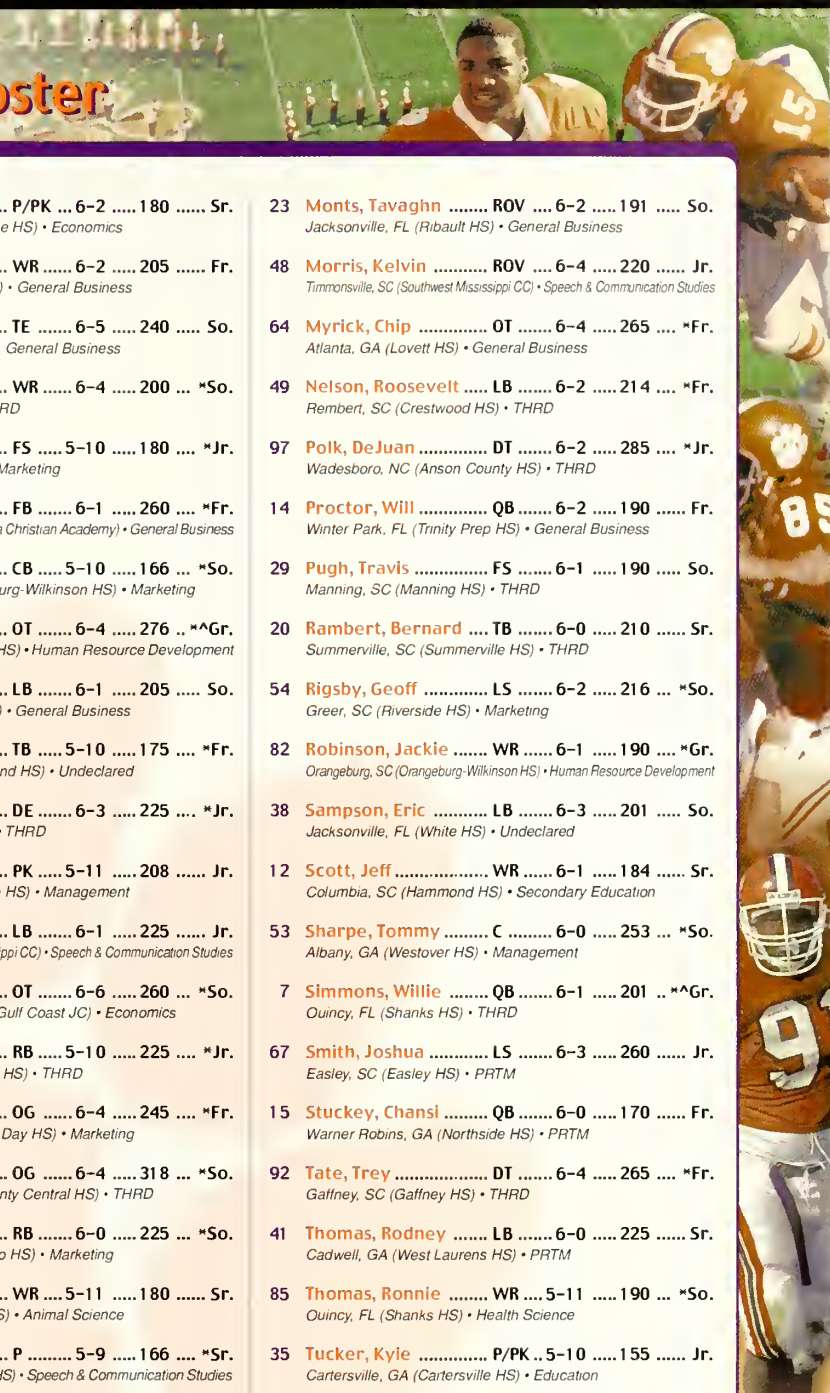 oster
.. P/PK ... 6-2 ..... 180 ...... Sr.
e HS) • Economics
.. WR ...... 6-2 ..... 205 ...... Fr.
) • General Business
.. TE ....... 6-5 ..... 240 ..... So.
General Business
.. WR ...... 6-4 ..... 200 ... *So.
RD
.. FS ..... 5-10 ..... 180 .... *Jr.
Marketing
.. FB ....... 6-1 ..... 260 .... *Fr.
a Christian Academy) • General Business
.. CB ..... 5-10 ..... 166 ... *So.
urg-Wilkinson HS) • Marketing
.. OT ....... 6-4 ..... 276 .. *^Gr.
HS) • Human Resource Development
.. LB ....... 6-1 ..... 205 ..... So.
) • General Business
.. TB ..... 5-10 ..... 175 .... *Fr.
nd HS) • Undeclared
.. DE ....... 6-3 ..... 225 .... *Jr.
• THRD
.. PK ..... 5-11 ..... 208 ...... Jr.
HS) • Management
.. LB ....... 6-1 ..... 225 ...... Jr.
ippi CC) • Speech & Communication Studies
.. OT ....... 6-6 ..... 260 ... *So.
Gulf Coast JC) • Economics
.. RB ..... 5-10 ..... 225 .... *Jr.
HS) • THRD
.. OG ...... 6-4 ..... 245 .... *Fr.
Day HS) • Marketing
.. OG ...... 6-4 ..... 318 ... *So.
nty Central HS) • THRD
.. RB ....... 6-0 ..... 225 ... *So.
o HS) • Marketing
.. WR .... 5-11 ..... 180 ...... Sr.
S) • Animal Science
.. P ......... 5-9 ..... 166 .... *Sr.
HS) • Speech & Communication Studies
23 Monts, Tavaghn ........ ROV .... 6-2 ..... 191 ..... So.
Jacksonville, FL (Ribault HS) • General Business
48 Morris, Kelvin ........... ROV .... 6-4 ..... 220 ...... Jr.
Timmonsville, SC (Southwest Mississippi CC) • Speech & Communication Studies
64 Myrick, Chip .............. OT ....... 6-4 ..... 265 .... *Fr.
Atlanta, GA (Lovett HS) • General Business
49 Nelson, Roosevelt ..... LB ....... 6-2 ..... 214 .... *Fr.
Rembert, SC (Crestwood HS) • THRD
97 Polk, DeJuan .............. DT ....... 6-2 ..... 285 .... *Jr.
Wadesboro, NC (Anson County HS) • THRD
14 Proctor, Will .............. QB ....... 6-2 ..... 190 ...... Fr.
Winter Park, FL (Trinity Prep HS) • General Business
29 Pugh, Travis .............. FS ....... 6-1 ..... 190 ..... So.
Manning, SC (Manning HS) • THRD
20 Rambert, Bernard .... TB ....... 6-0 ..... 210 ...... Sr.
Summerville, SC (Summerville HS) • THRD
54 Rigsby, Geoff ............. LS ....... 6-2 ..... 216 ... *So.
Greer, SC (Riverside HS) • Marketing
82 Robinson, Jackie ....... WR ...... 6-1 ..... 190 .... *Gr.
Orangeburg, SC (Orangeburg-Wilkinson HS) • Human Resource Development
38 Sampson, Eric ........... LB ....... 6-3 ..... 201 ..... So.
Jacksonville, FL (White HS) • Undeclared
12 Scott, Jeff................... WR ...... 6-1 ..... 184 ...... Sr.
Columbia, SC (Hammond HS) • Secondary Education
53 Sharpe, Tommy ......... C ......... 6-0 ..... 253 ... *So.
Albany, GA (Westover HS) • Management
7 Simmons, Willie ........ QB ....... 6-1 ..... 201 .. *^Gr.
Quincy, FL (Shanks HS) • THRD
67 Smith, Joshua ............ LS ....... 6-3 ..... 260 ...... Jr.
Easley, SC (Easley HS) • PRTM
15 Stuckey, Chansi ......... QB ....... 6-0 ..... 170 ...... Fr.
Warner Robins, GA (Northside HS) • PRTM
92 Tate, Trey ................... DT ....... 6-4 ..... 265 .... *Fr.
Gaffney, SC (Gaffney HS) • THRD
41 Thomas, Rodney ....... LB ....... 6-0 ..... 225 ...... Sr.
Cadwell, GA (West Laurens HS) • PRTM
85 Thomas, Ronnie ....... WR .... 5-11 ..... 190 ... *So.
Quincy, FL (Shanks HS) • Health Science
35 Tucker, Kyle .............. P/PK .. 5-10 ..... 155 ...... Jr.
Cartersville, GA (Cartersville HS) • Education
15
85